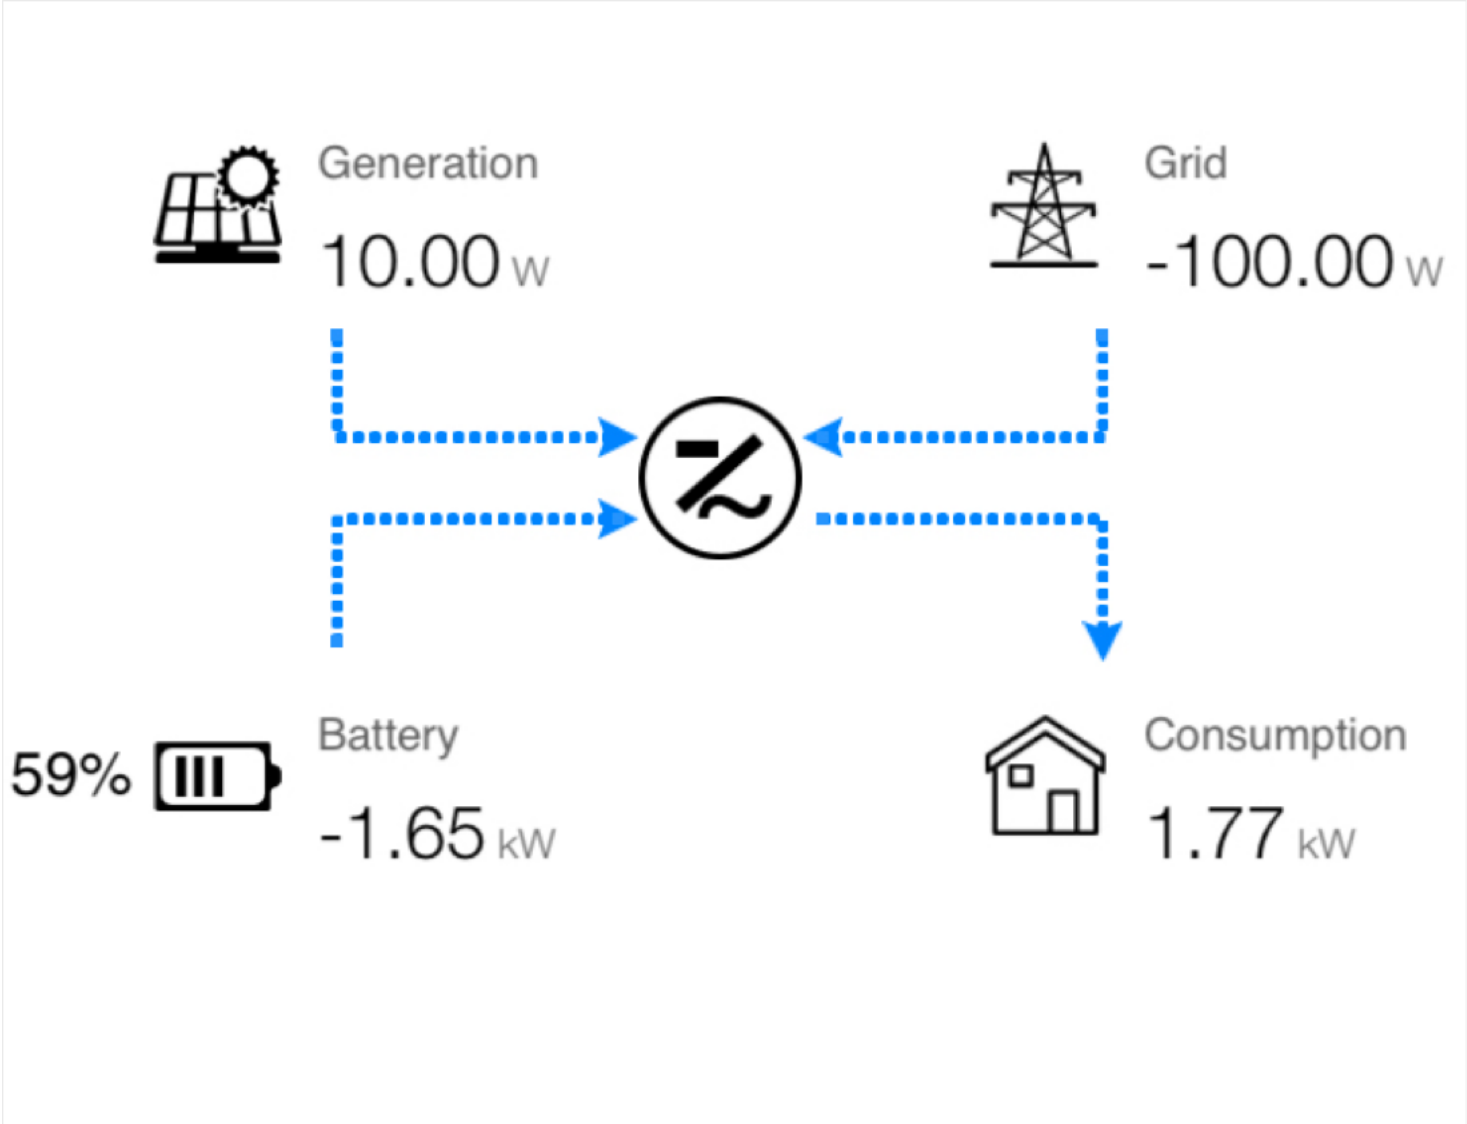 Generation
10.00 W
Grid
-100.00 W
59%
Battery
-1.65 kW
Consumption
1.77 kW